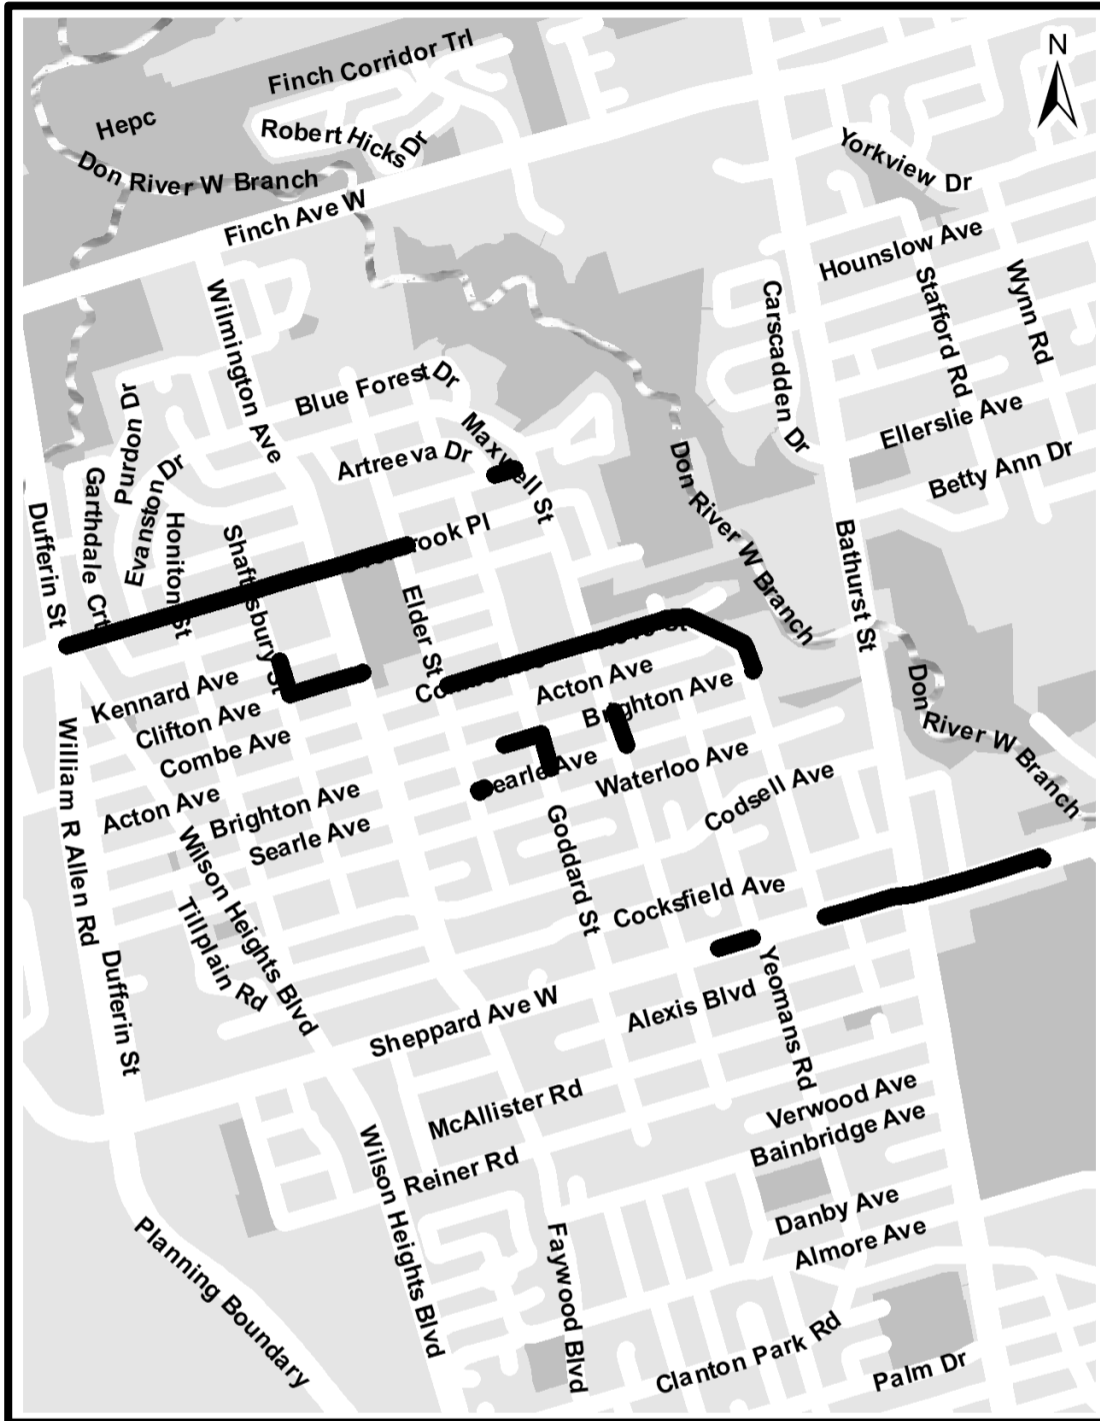 N
Finch Corridor Trl
Hepc
Robert Hicks Dr
Yorkview Dr
Don River W Branch
Finch Ave W
Hounslow Ave
Stafford Rd
Wynn Rd
Carscadden Dr
Wilmington Ave
Blue Forest Dr
Purdon Dr
Maxwell St
Ellerslie Ave
Artreeva Dr
Betty Ann Dr
Evanston Dr
Garthdale Crt
Don River W Branch
Dufferin St
Honiton St
Shaftsbury St
Bathurst St
Pl
Elder St
Acton Ave
Kennard Ave
Brighton Ave
Don River W Branch
Clifton Ave
William R Allen Rd
Combe Ave
Searle Ave
Waterloo Ave
Codsell Ave
Acton Ave
Brighton Ave
Goddard St
Searle Ave
Wilson Heights Blvd
Cocksfield Ave
Tillplain Rd
Dufferin St
Yeomans Rd
Alexis Blvd
Sheppard Ave W
McAllister Rd
Verwood Ave
Bainbridge Ave
Wilson Heights Blvd
Reiner Rd
Danby Ave
Planning Boundary
Faywood Blvd
Almore Ave
Clanton Park Rd
Palm Dr